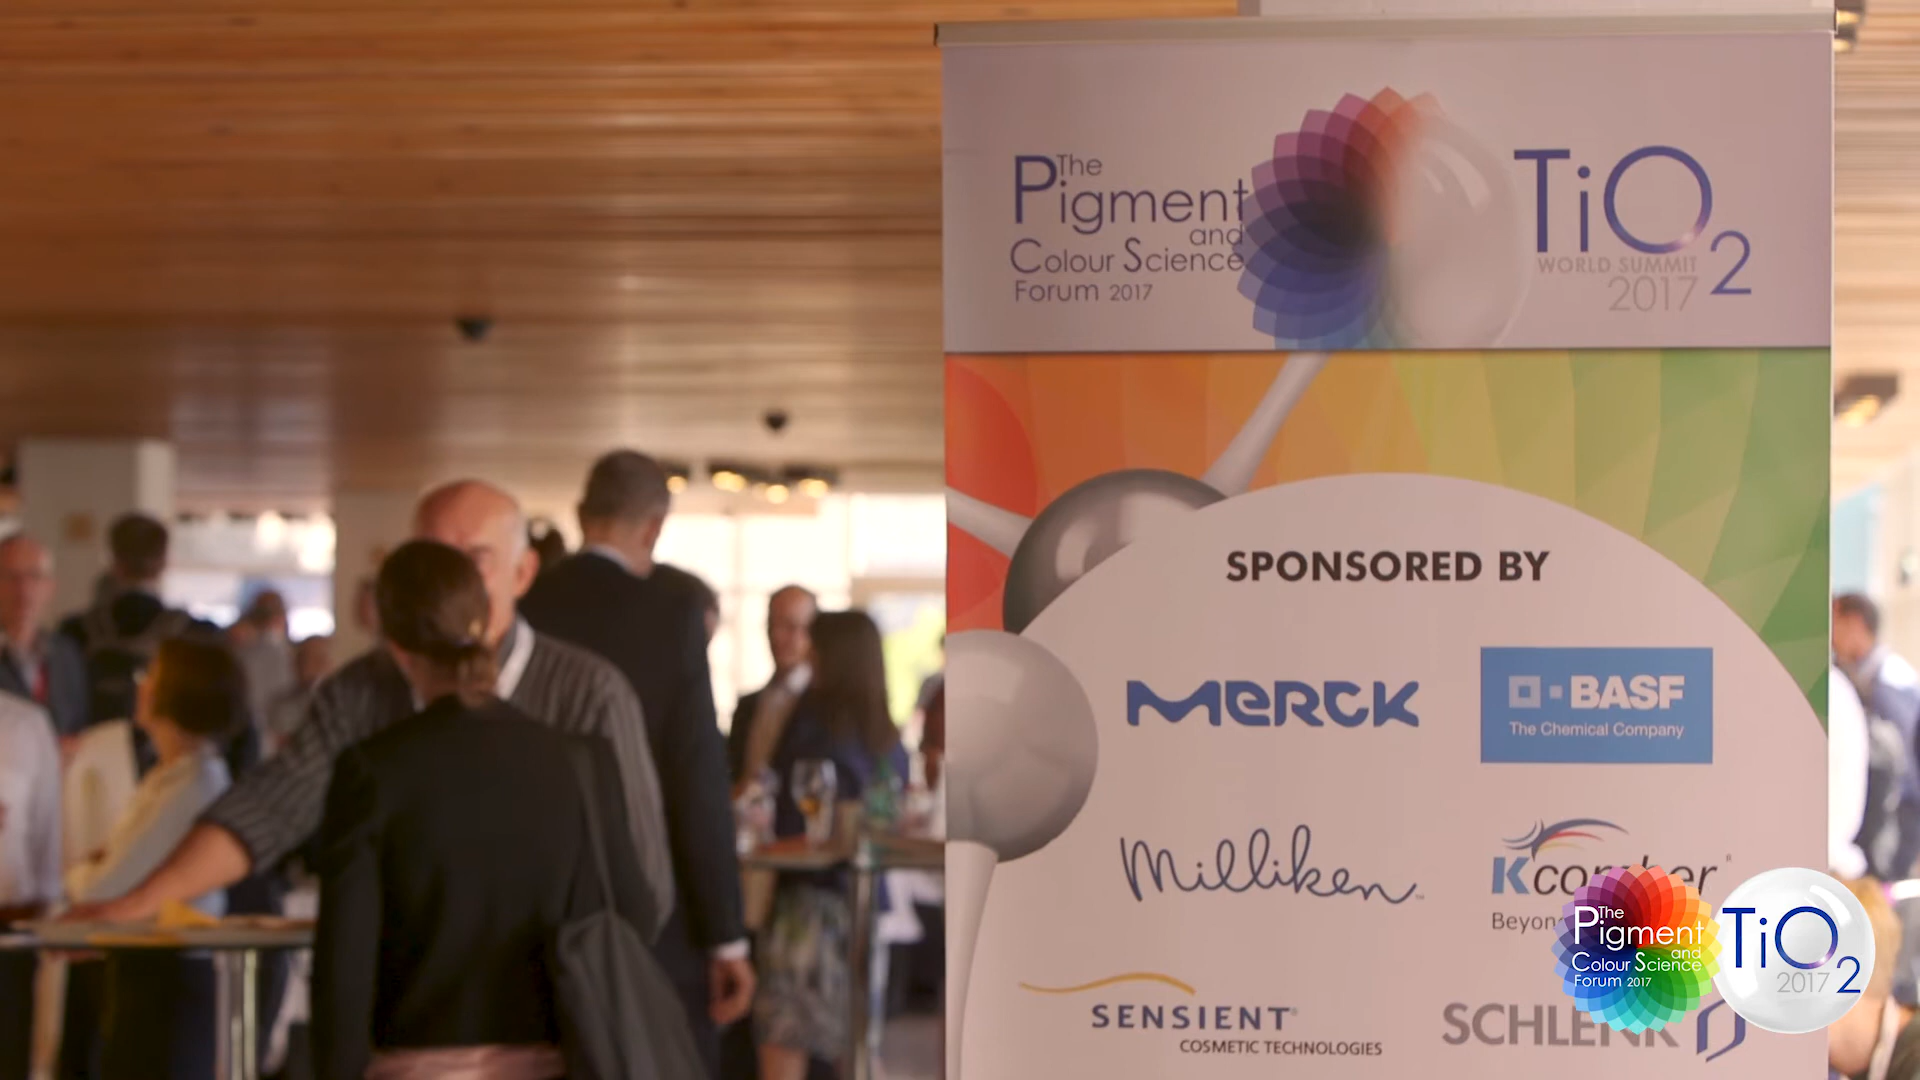 The
Pigment
and
Colour Science
Forum 2017
TiO2
WORLD SUMMIT
2017
SPONSORED BY
MERCK
BASF
The Chemical Company
Milliken
SENSIENT®
COSMETIC TECHNOLOGIES
SCHLENK
The
Pigment
and
Colour Science
Forum 2017
TiO2
2017